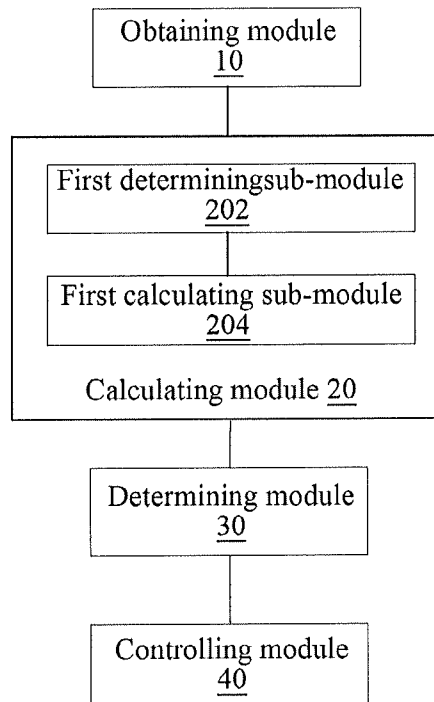 Obtaining module
10
First determiningsub-module
202
First calculating sub-module
204
Calculating module 20
Determining module
30
Controlling module
40